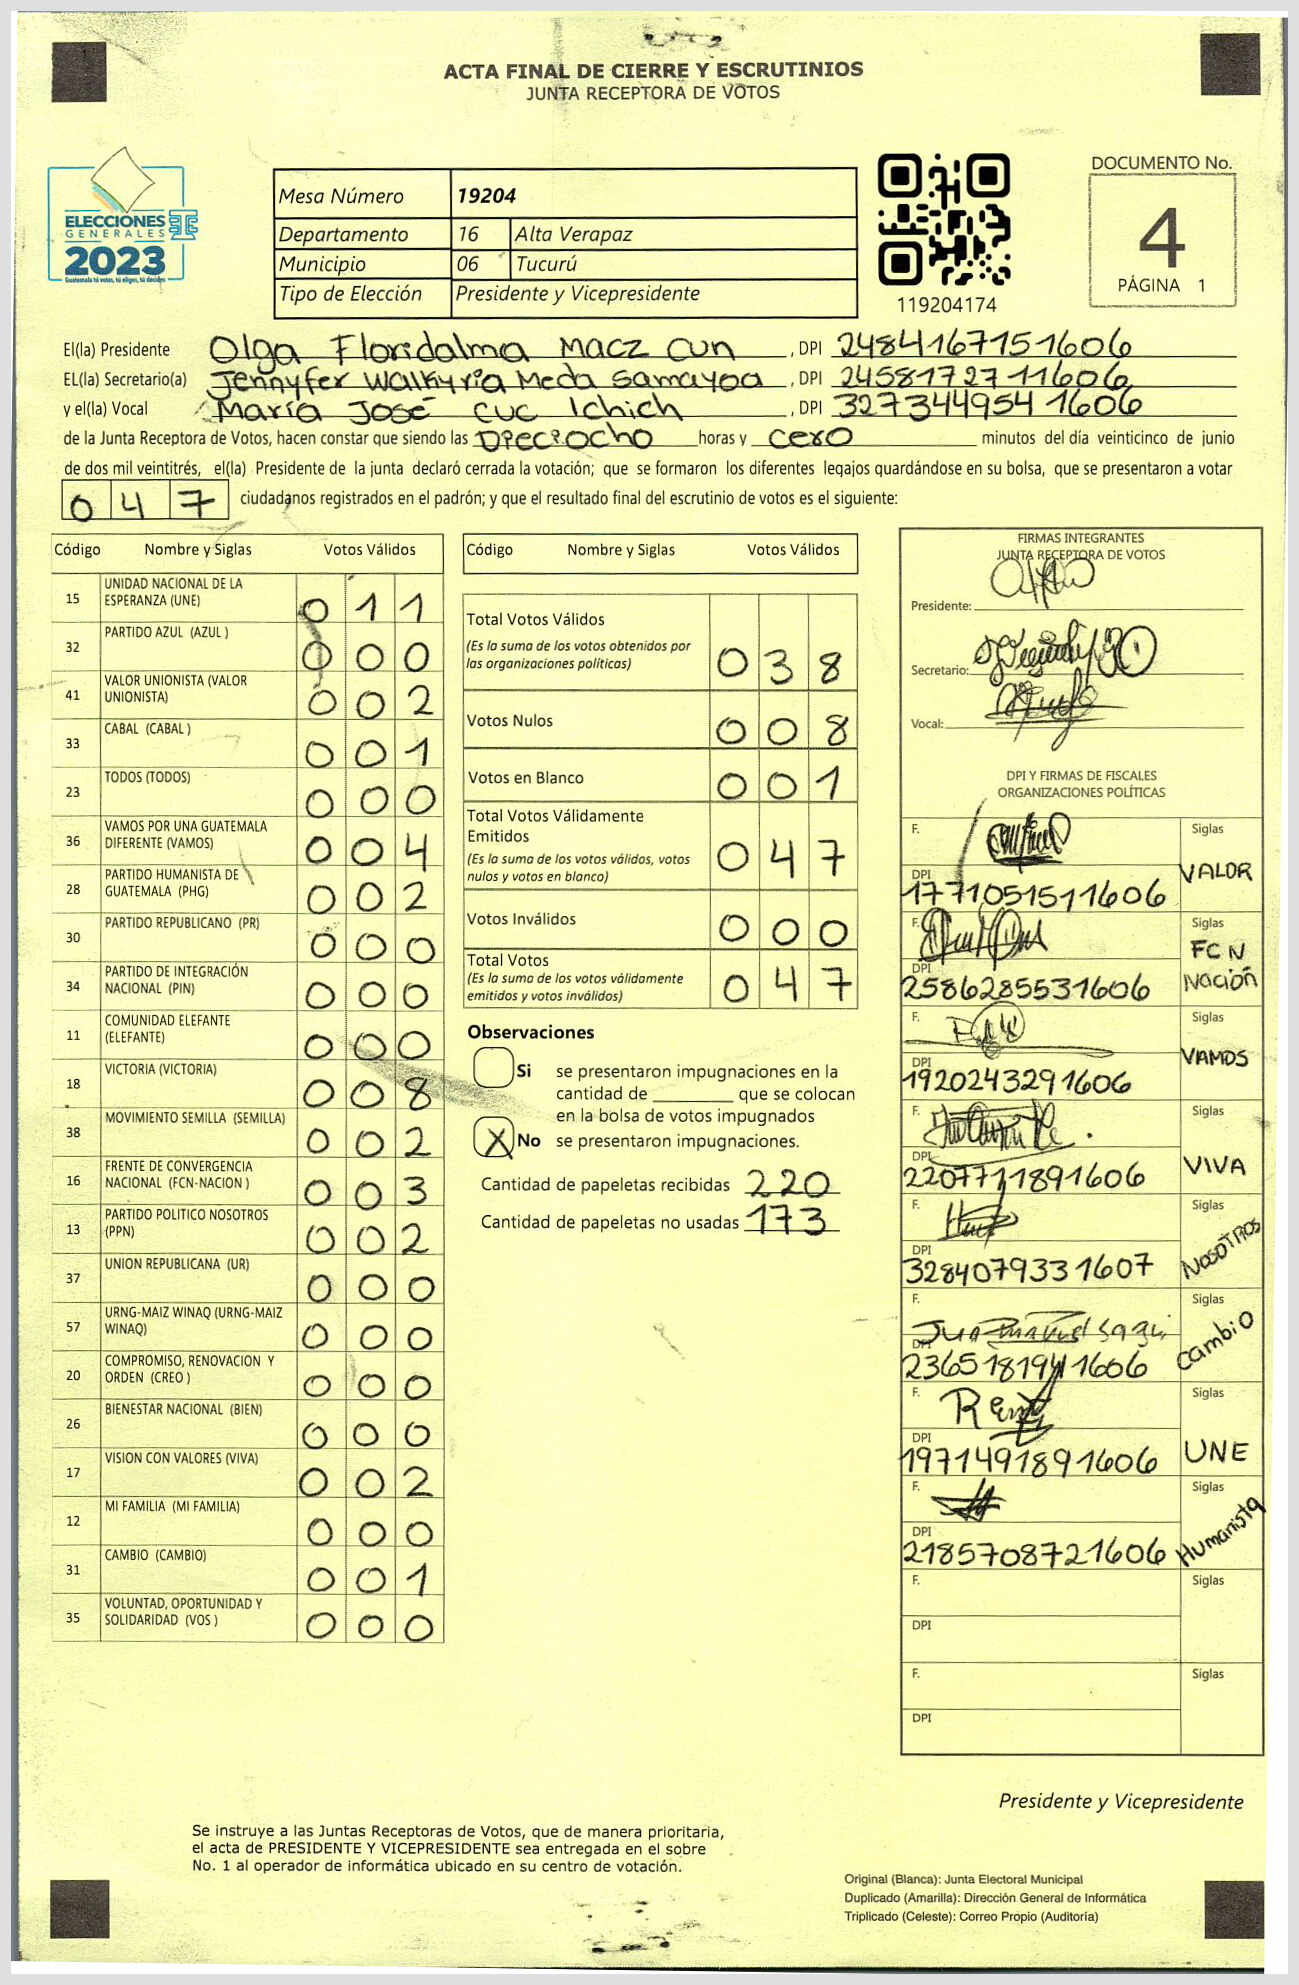 ACTA FINAL DE CIERRE Y ESCRUTINIOS
JUNTA RECEPTORA DE VOTOS
ELECCIONES
GENERALES
2023
Guatemala tú votas, tú eliges, tú decides
Mesa Número 19204
Departamento 16 Alta Verapaz
Municipio 06 Tucurú
Tipo de Elección Presidente y Vicepresidente
119204174
DOCUMENTO No.
4
PÁGINA 1
El(la) Presidente Olga Floridalma Macz Cun , DPI 2484167151606
EL(la) Secretario(a) Jennyfer Walkyria Meda Samayoa , DPI 2458172711606
y el(la) Vocal María José Cuc Ichich , DPI 3273449541606
de la Junta Receptora de Votos, hacen constar que siendo las Dieciocho horas y cero minutos del día veinticinco de junio
de dos mil veintitrés, el(la) Presidente de la junta declaró cerrada la votación; que se formaron los diferentes legajos quardándose en su bolsa, que se presentaron a votar
0 4 7 ciudadanos registrados en el padrón; y que el resultado final del escrutinio de votos es el siguiente:
Código Nombre y Siglas Votos Válidos
15 UNIDAD NACIONAL DE LA ESPERANZA (UNE) 0 1 1
32 PARTIDO AZUL (AZUL ) 0 0 0
41 VALOR UNIONISTA (VALOR UNIONISTA) 0 0 2
33 CABAL (CABAL ) 0 0 1
23 TODOS (TODOS) 0 0 0
36 VAMOS POR UNA GUATEMALA DIFERENTE (VAMOS) 0 0 4
28 PARTIDO HUMANISTA DE GUATEMALA (PHG) 0 0 2
30 PARTIDO REPUBLICANO (PR) 0 0 0
34 PARTIDO DE INTEGRACIÓN NACIONAL (PIN) 0 0 0
11 COMUNIDAD ELEFANTE (ELEFANTE) 0 0 0
18 VICTORIA (VICTORIA) 0 0 8
38 MOVIMIENTO SEMILLA (SEMILLA) 0 0 2
16 FRENTE DE CONVERGENCIA NACIONAL (FCN-NACION ) 0 0 3
13 PARTIDO POLITICO NOSOTROS (PPN) 0 0 2
37 UNION REPUBLICANA (UR) 0 0 0
57 URNG-MAIZ WINAQ (URNG-MAIZ WINAQ) 0 0 0
20 COMPROMISO, RENOVACION Y ORDEN (CREO ) 0 0 0
26 BIENESTAR NACIONAL (BIEN) 0 0 0
17 VISION CON VALORES (VIVA) 0 0 2
12 MI FAMILIA (MI FAMILIA) 0 0 0
31 CAMBIO (CAMBIO) 0 0 1
35 VOLUNTAD, OPORTUNIDAD Y SOLIDARIDAD (VOS ) 0 0 0
Código Nombre y Siglas Votos Válidos
Total Votos Válidos 0 3 8
(Es la suma de los votos obtenidos por
las organizaciones políticas)
Votos Nulos 0 0 8
Votos en Blanco 0 0 1
Total Votos Válidamente
Emitidos 0 4 7
(Es la suma de los votos válidos, votos
nulos y votos en blanco)
Votos Inválidos 0 0 0
Total Votos 0 4 7
(Es la suma de los votos válidamente
emitidos y votos inválidos)
Observaciones
Si se presentaron impugnaciones en la
cantidad de ________ que se colocan
en la bolsa de votos impugnados
X No se presentaron impugnaciones.
Cantidad de papeletas recibidas 220
Cantidad de papeletas no usadas 173
FIRMAS INTEGRANTES
JUNTA RECEPTORA DE VOTOS
Presidente:
Secretario:
Vocal:
DPI Y FIRMAS DE FISCALES
ORGANIZACIONES POLÍTICAS
F. Siglas
DPI VALOR
1771051511606
F. Siglas
DPI FCN Nación
2586285531606
F. Siglas
DPI VAMOS
1920243291606
F. Siglas
DPI VIVA
2207711891606
F. Siglas
DPI NOSOTROS
3284079331607
F. Siglas
DPI Cambio
2365181941606
F. Siglas
DPI UNE
1971491891606
F. Siglas
DPI Humanista
2185708721606
F. Siglas
DPI
F. Siglas
DPI
Presidente y Vicepresidente
Se instruye a las Juntas Receptoras de Votos, que de manera prioritaria,
el acta de PRESIDENTE Y VICEPRESIDENTE sea entregada en el sobre
No. 1 al operador de informática ubicado en su centro de votación.
Original (Blanca): Junta Electoral Municipal
Duplicado (Amarilla): Dirección General de Informática
Triplicado (Celeste): Correo Propio (Auditoría)